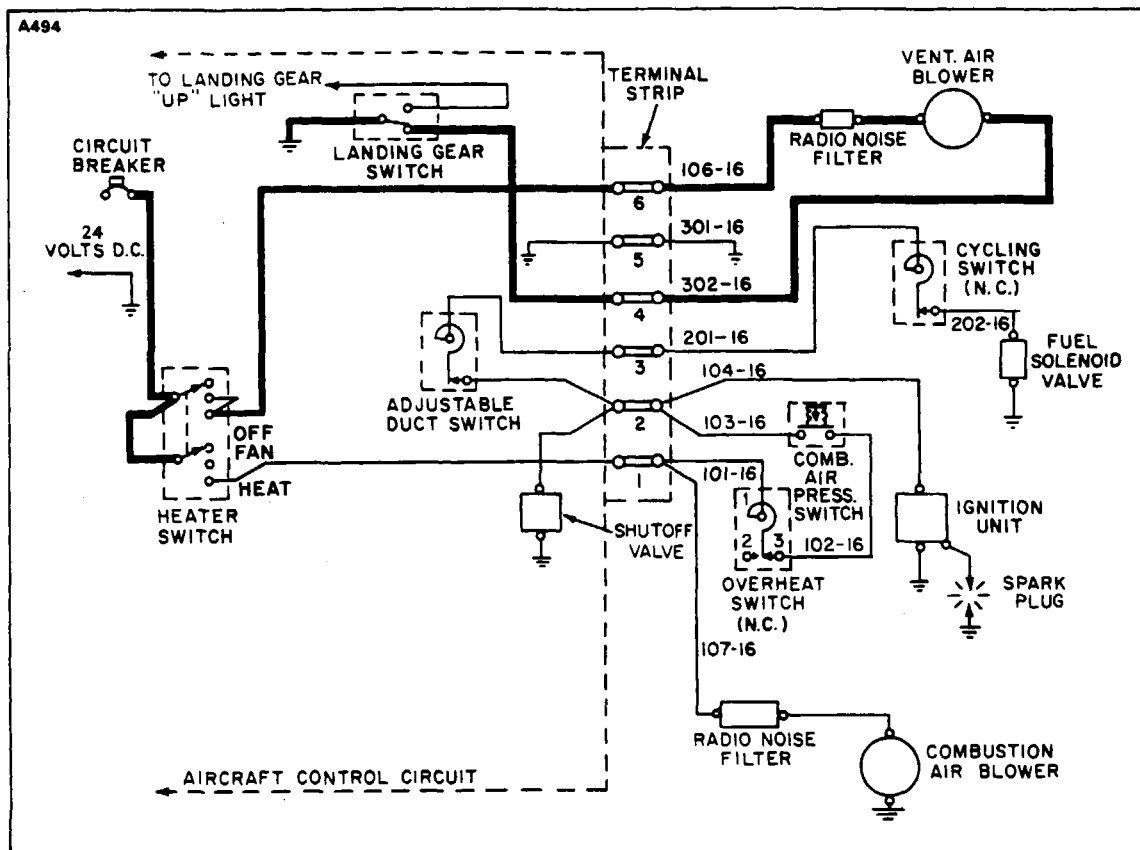 A494
TO LANDING GEAR
"UP" LIGHT
TERMINAL
STRIP
VENT. AIR
BLOWER
RADIO NOISE
FILTER
CIRCUIT
BREAKER
LANDING GEAR
SWITCH
106-16
6
24
VOLTS D.C.
301-16
5
CYCLING
SWITCH
(N.C.)
302-16
4
202-16
201-16
3
FUEL
SOLENOID
VALVE
104-16
ADJUSTABLE
DUCT SWITCH
2
103-16
OFF
FAN
HEAT
COMB.
AIR
PRESS.
SWITCH
101-16
1
HEATER
SWITCH
SHUTOFF
VALVE
1
2
3
102-16
IGNITION
UNIT
OVERHEAT
SWITCH
(N.C.)
SPARK
PLUG
107-16
RADIO NOISE
FILTER
COMBUSTION
AIR BLOWER
AIRCRAFT CONTROL CIRCUIT